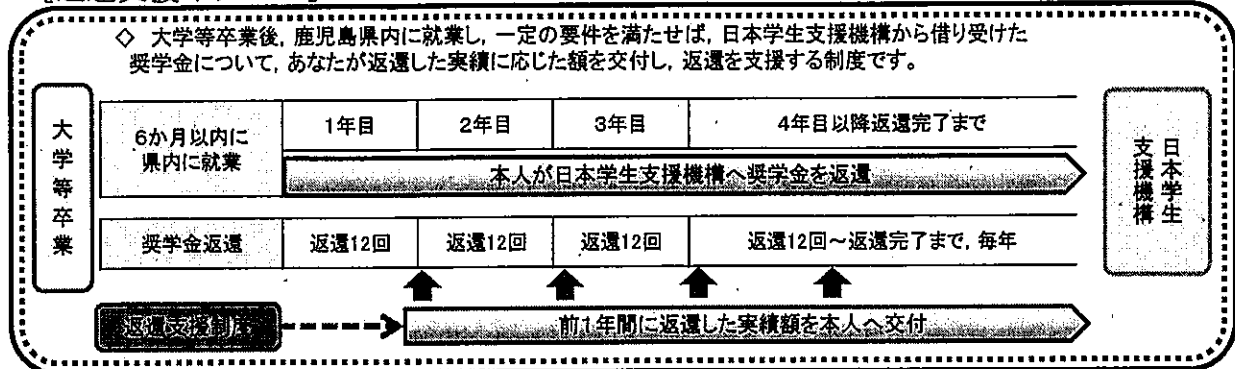 ◇ 大学等卒業後，鹿児島県内に就業し，一定の要件を満たせば，日本学生支援機構から借り受けた
奨学金について，あなたが返還した実績に応じた額を交付し，返還を支援する制度です。
大学等卒業
6か月以内に
県内に就業
1年目
2年目
3年目
4年目以降返還完了まで
本人が日本学生支援機構へ奨学金を返還
日本学生
支援機構
奨学金返還
返還12回
返還12回
返還12回
返還12回～返還完了まで，毎年
返還支援制度
前1年間に返還した実績額を本人へ交付